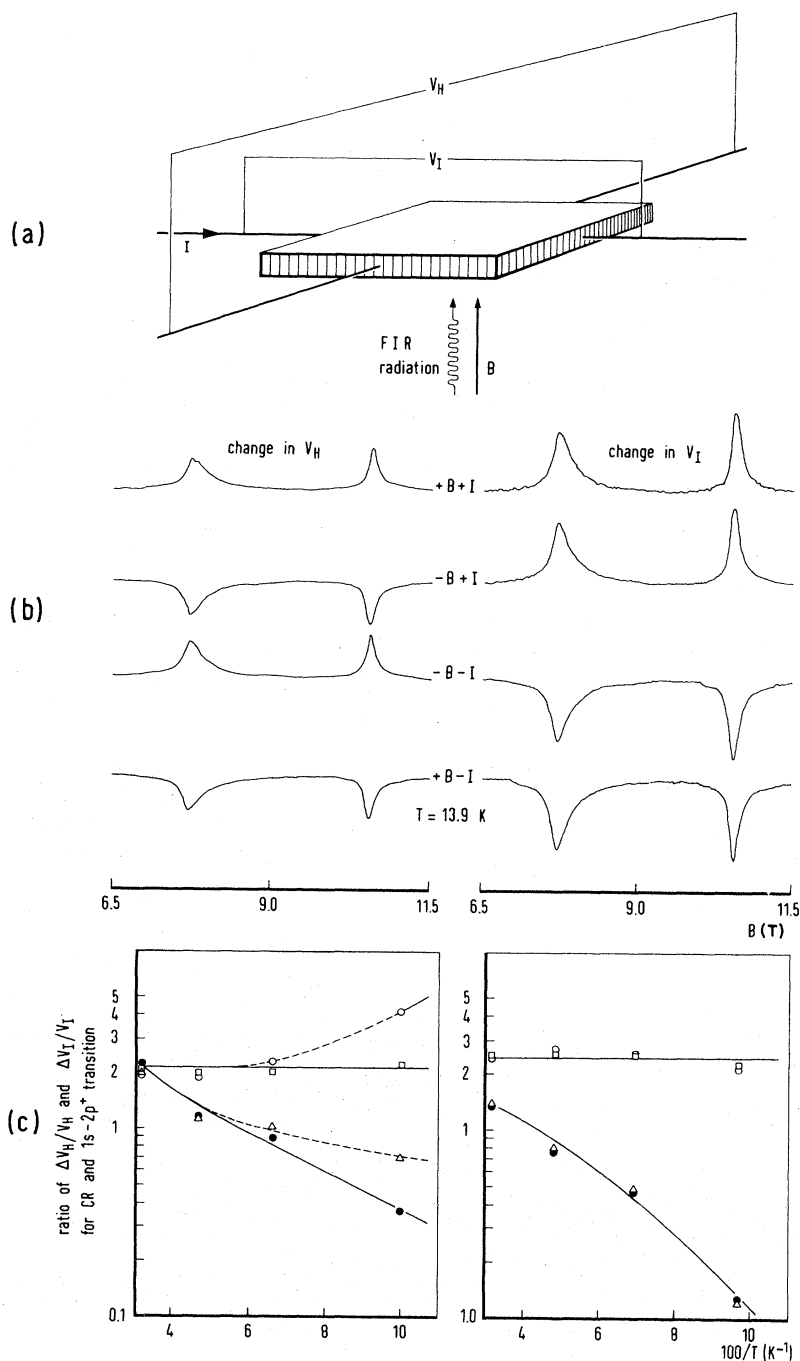 V_H
V_I
(a)
I
FIR
radiation
B
change in V_H
change in V_I
+B+I
-B+I
(b)
-B-I
+B-I
T = 13.9 K
6.5
9.0
11.5
6.5
9.0
11.5
B (T)
(c)
ratio of ΔV_H/V_H and ΔV_I/V_I
for CR and 1s-2p⁺ transition
5
4
3
2
1
0.1
4
6
8
10
5
4
3
2
1
1.0
4
6
8
10
100/T (K⁻¹)